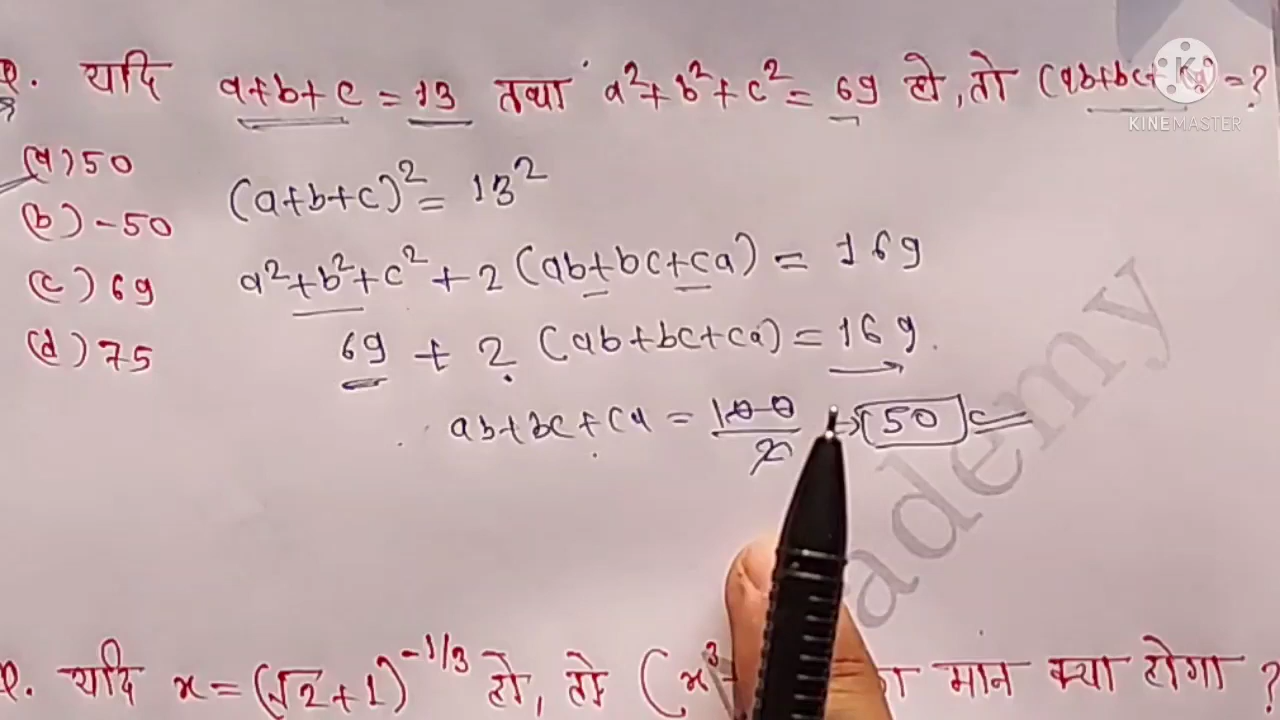 Q. यदि a+b+c = 13 तथा a²+b²+c² = 69 हो, तो (ab+bc+ca) = ?
KINEMASTER
(a) 50
(b) -50
(c) 69
(d) 75
(a+b+c)² = 13²
a²+b²+c² + 2 (ab+bc+ca) = 169
69 + 2 (ab+bc+ca) = 169.
∴ ab+bc+ca = 100/2 → 50
ademy
Q. यदि x = (√2+1)^-1/3 हो, तो (x³ मान क्या होगा ?